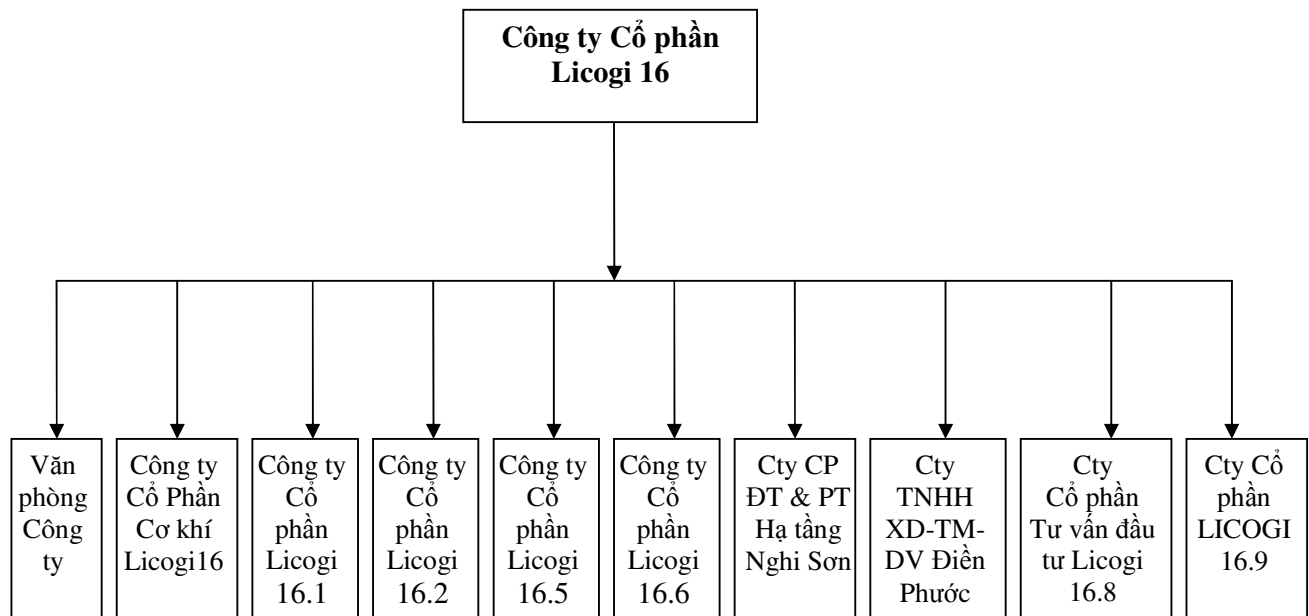 Công ty Cổ phần
Licogi 16
Văn
phòng
Công
ty
Công ty
Cổ Phần
Cơ khí
Licogi16
Công ty
Cổ
phần
Licogi
16.1
Công ty
Cổ
phần
Licogi
16.2
Công ty
Cổ
phần
Licogi
16.5
Công ty
Cổ
phần
Licogi
16.6
Cty CP
ĐT & PT
Hạ tầng
Nghi Sơn
Cty
TNHH
XD-TM-
DV Điền
Phước
Cty
Cổ phần
Tư vấn đầu
tư Licogi
16.8
Cty Cổ
phần
LICOGI
16.9